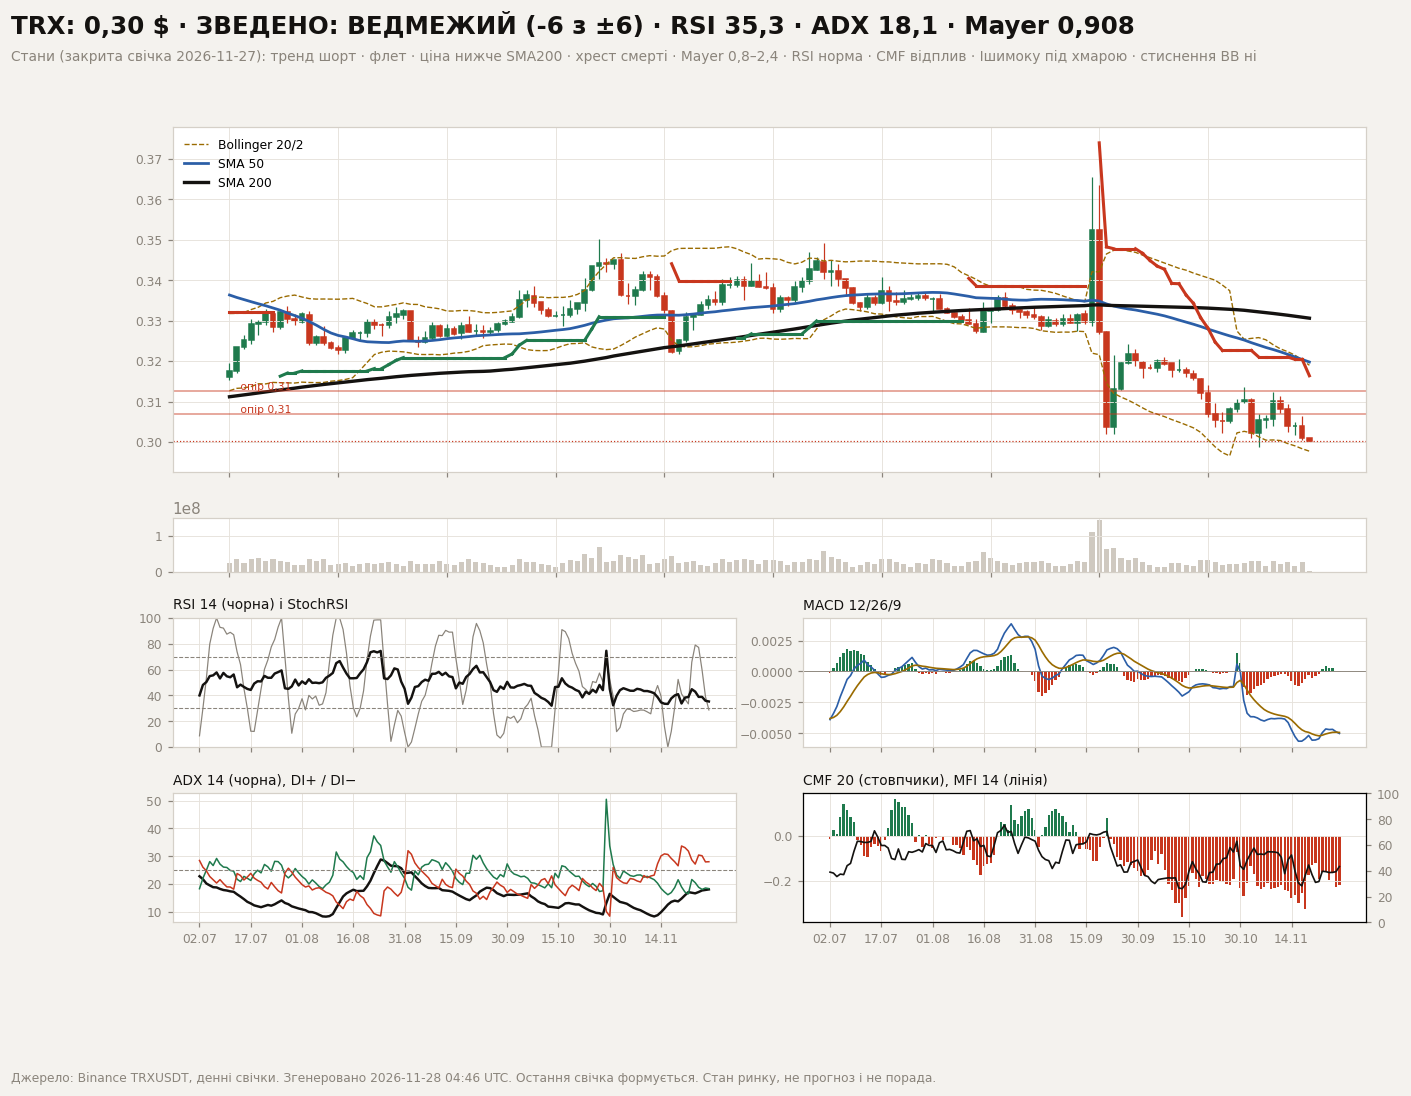 TRX: 0,30 $ · ЗВЕДЕНО: ВЕДМЕЖИЙ (-6 з ±6) · RSI 35,3 · ADX 18,1 · Mayer 0,908
Стани (закрита свічка 2026-11-27): тренд шорт · флет · ціна нижче SMA200 · хрест смерті · Mayer 0,8–2,4 · RSI норма · CMF відплив · Ішимоку під хмарою · стиснення BB ні
Bollinger 20/2
SMA 50
SMA 200
0.37
0.36
0.35
0.34
0.33
0.32
0.31
0.30
опір 0,31
опір 0,31
1e8
1
0
RSI 14 (чорна) і StochRSI
100
80
60
40
20
0
MACD 12/26/9
0.0025
0.0000
−0.0025
−0.0050
ADX 14 (чорна), DI+ / DI−
50
40
30
20
10
02.07 17.07 01.08 16.08 31.08 15.09 30.09 15.10 30.10 14.11
CMF 20 (стовпчики), MFI 14 (лінія)
0.0
−0.2
100
80
60
40
20
0
02.07 17.07 01.08 16.08 31.08 15.09 30.09 15.10 30.10 14.11
Джерело: Binance TRXUSDT, денні свічки. Згенеровано 2026-11-28 04:46 UTC. Остання свічка формується. Стан ринку, не прогноз і не порада.